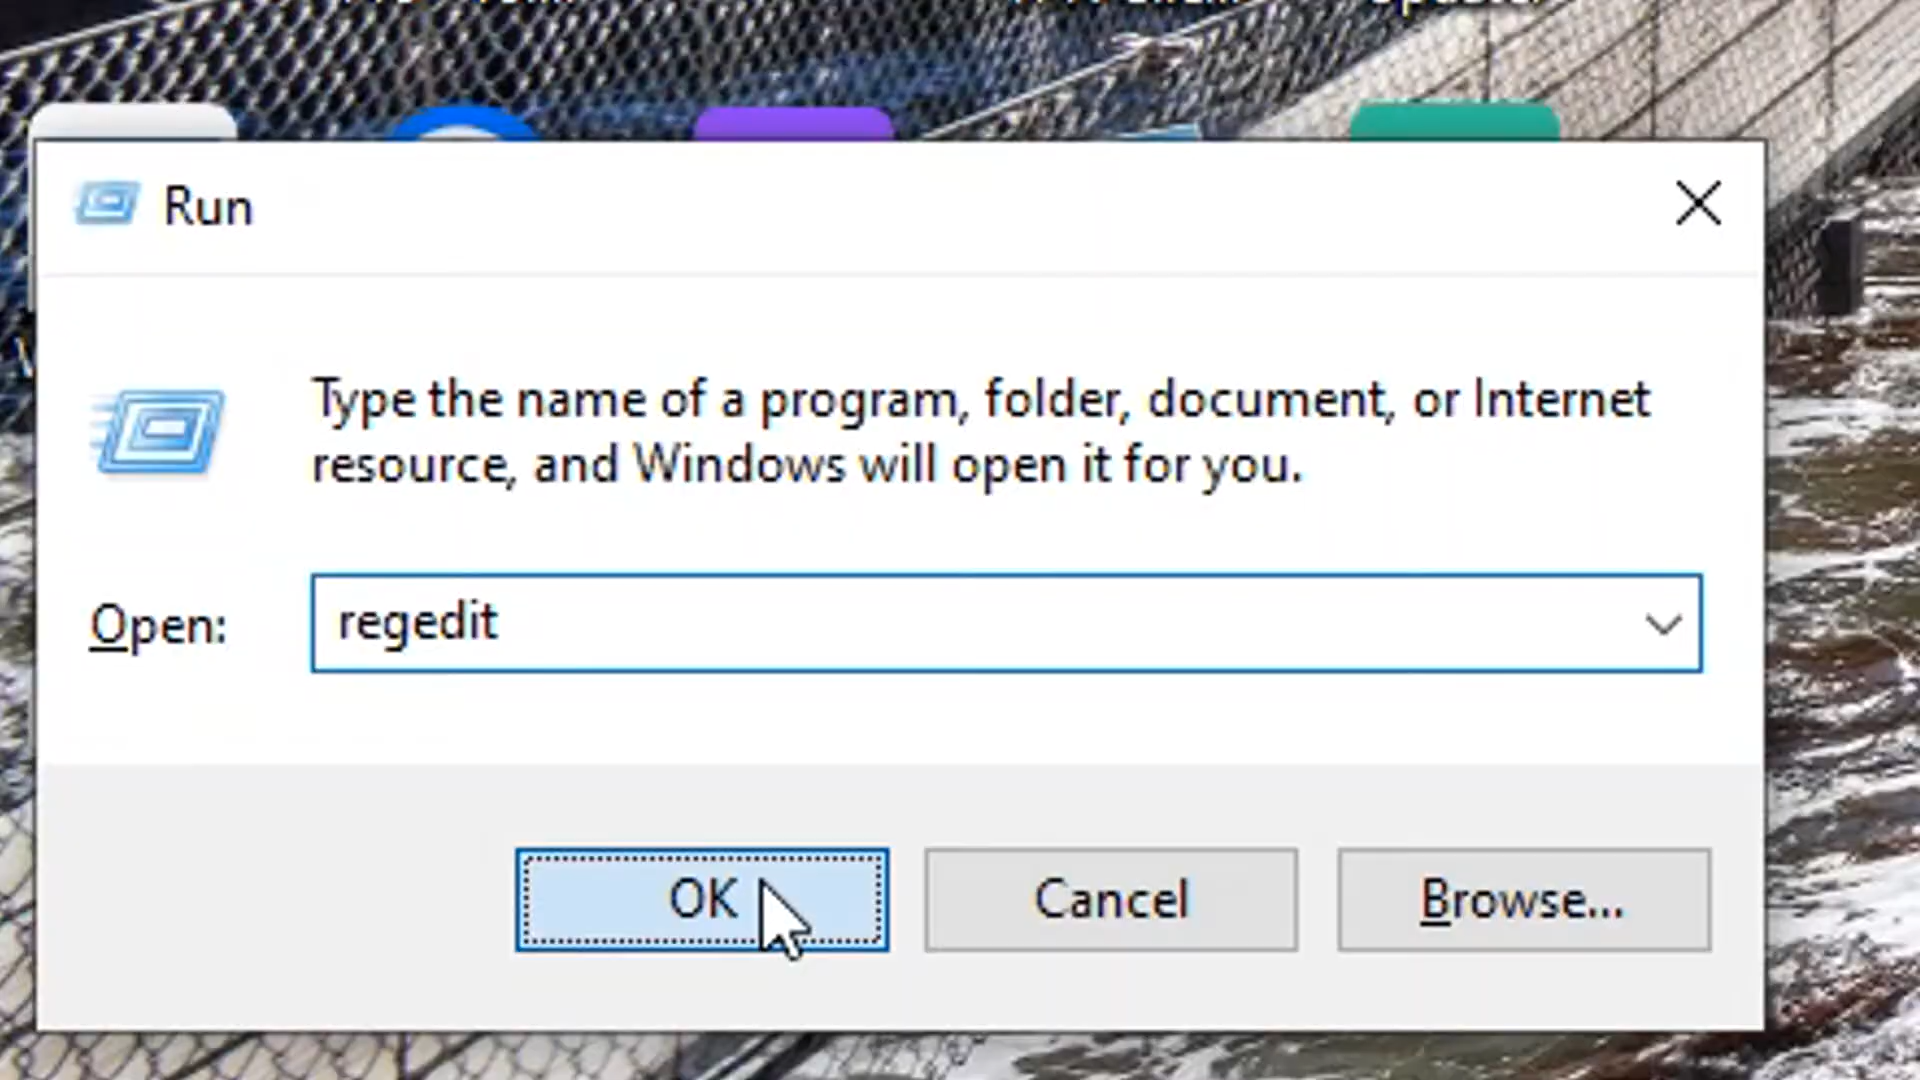 Run
Type the name of a program, folder, document, or Internet
resource, and Windows will open it for you.
Open:
regedit
OK
Cancel
Browse...